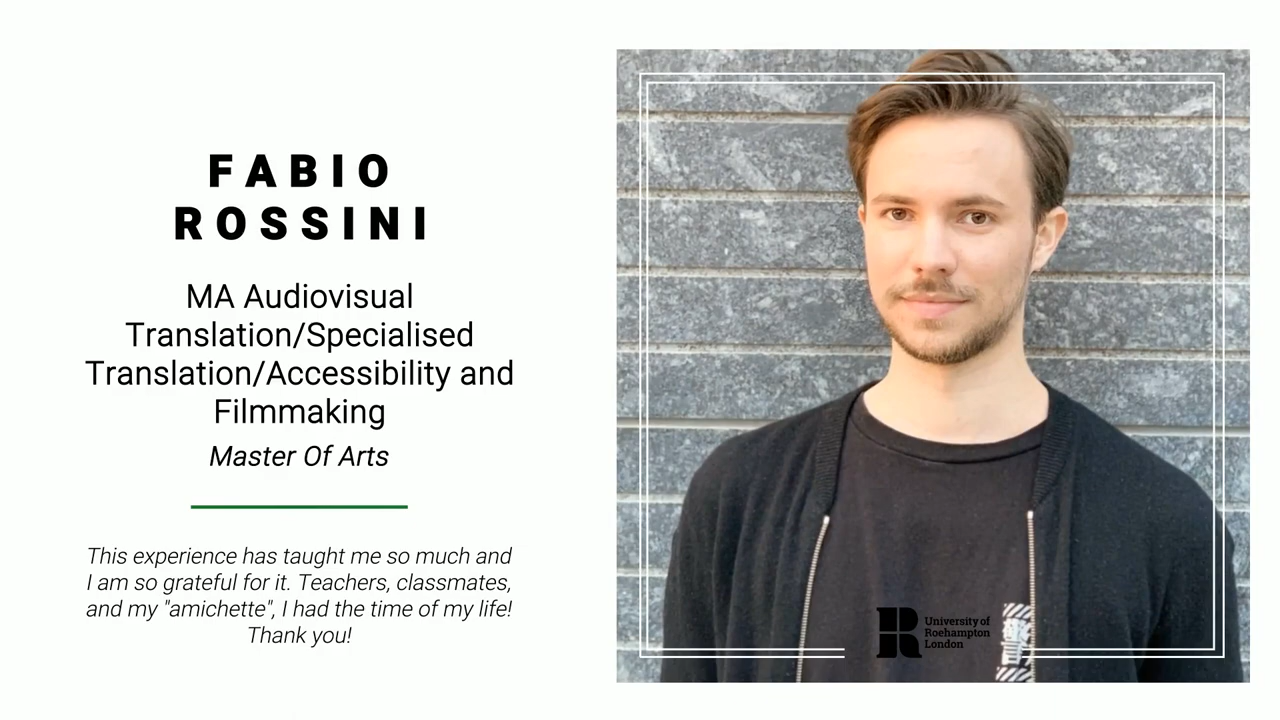 FABIO
ROSSINI
MA Audiovisual
Translation/Specialised
Translation/Accessibility and
Filmmaking
Master Of Arts
This experience has taught me so much and
I am so grateful for it. Teachers, classmates,
and my "amichette", I had the time of my life!
Thank you!
R
University of
Roehampton
London